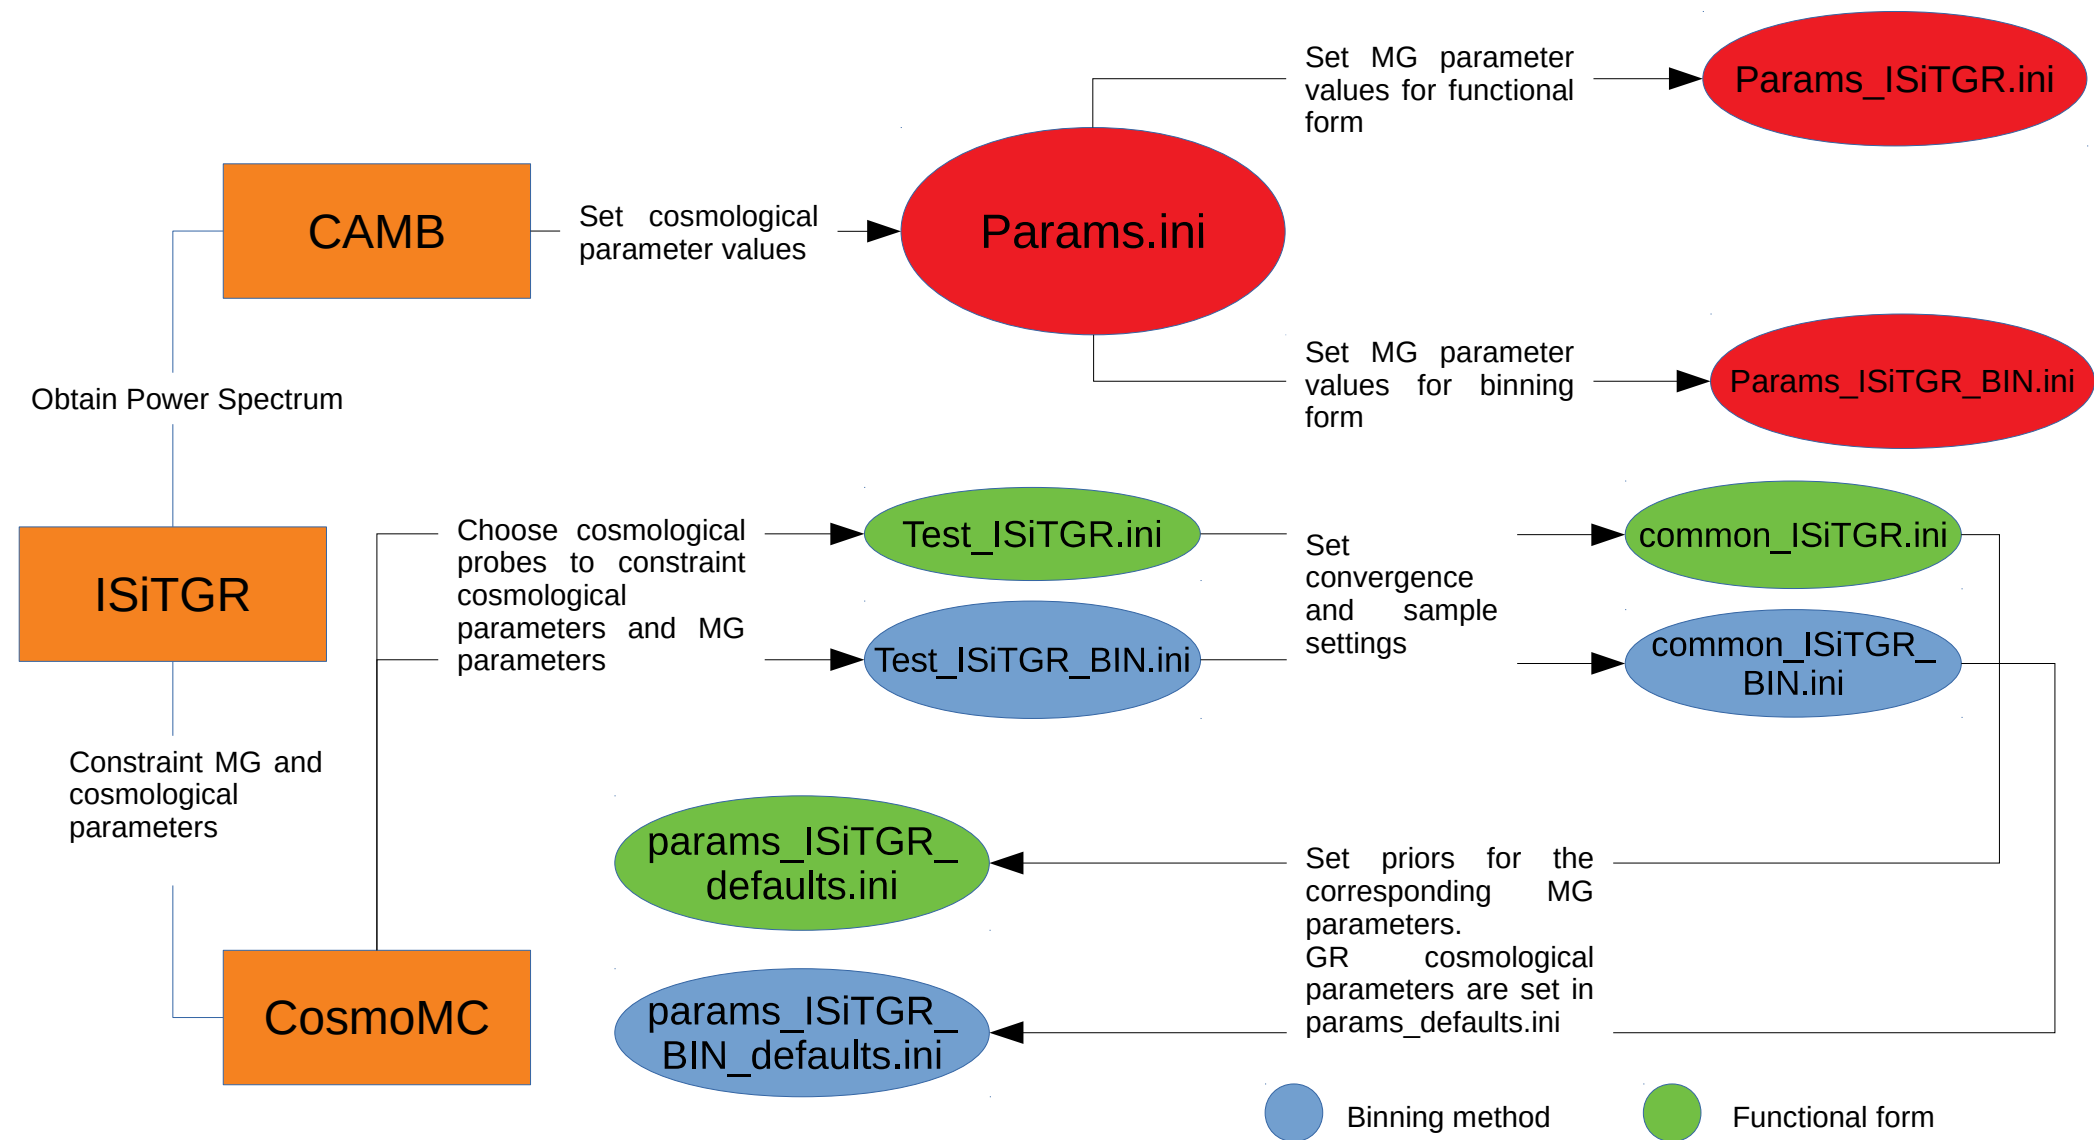 Set MG parameter
values for functional
form
Params_ISiTGR.ini
CAMB
Set cosmological
parameter values
Params.ini
Set MG parameter
values for binning
form
Params_ISiTGR_BIN.ini
Obtain Power Spectrum
ISiTGR
Choose cosmological
probes to constraint
cosmological
parameters and MG
parameters
Test_ISiTGR.ini
Test_ISiTGR_BIN.ini
Set
convergence
and sample
settings
common_ISiTGR.ini
common_ISiTGR_
BIN.ini
Constraint MG and
cosmological
parameters
params_ISiTGR_
defaults.ini
Set priors for the
corresponding MG
parameters.
GR cosmological
parameters are set in
params_defaults.ini
CosmoMC
params_ISiTGR_
BIN_defaults.ini
Binning method
Functional form